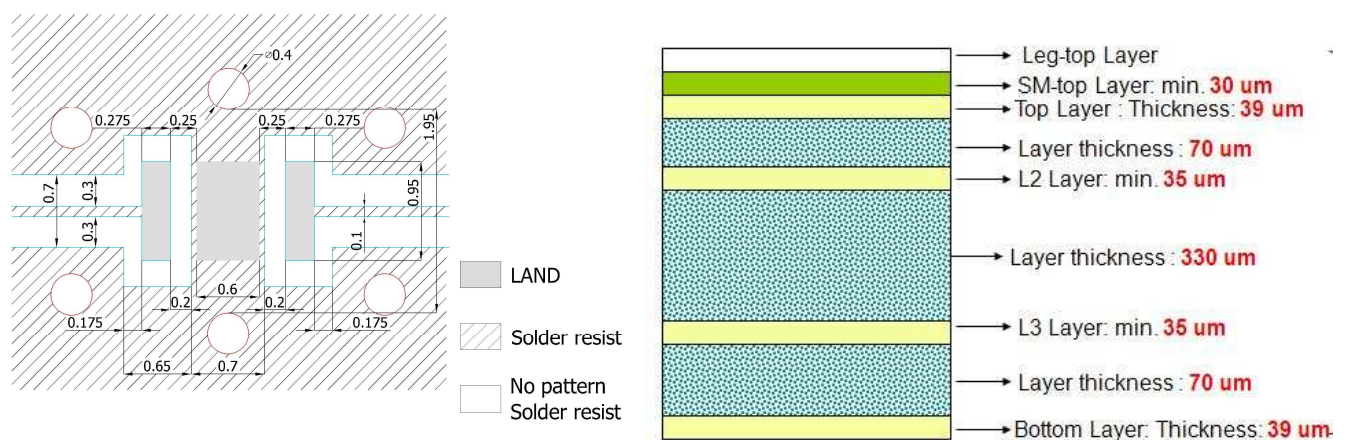 ⌀0.4
0.275
0.25
0.25
0.275
1.95
0.7
0.3
0.95
0.3
0.1
0.2
0.6
0.2
0.175
0.175
0.65
0.7
LAND
Solder resist
No pattern
Solder resist
Leg-top Layer
SM-top Layer: min. 30 um
Top Layer : Thickness: 39 um
Layer thickness : 70 um
L2 Layer: min. 35 um
Layer thickness : 330 um
L3 Layer: min. 35 um
Layer thickness : 70 um
Bottom Layer: Thickness: 39 um